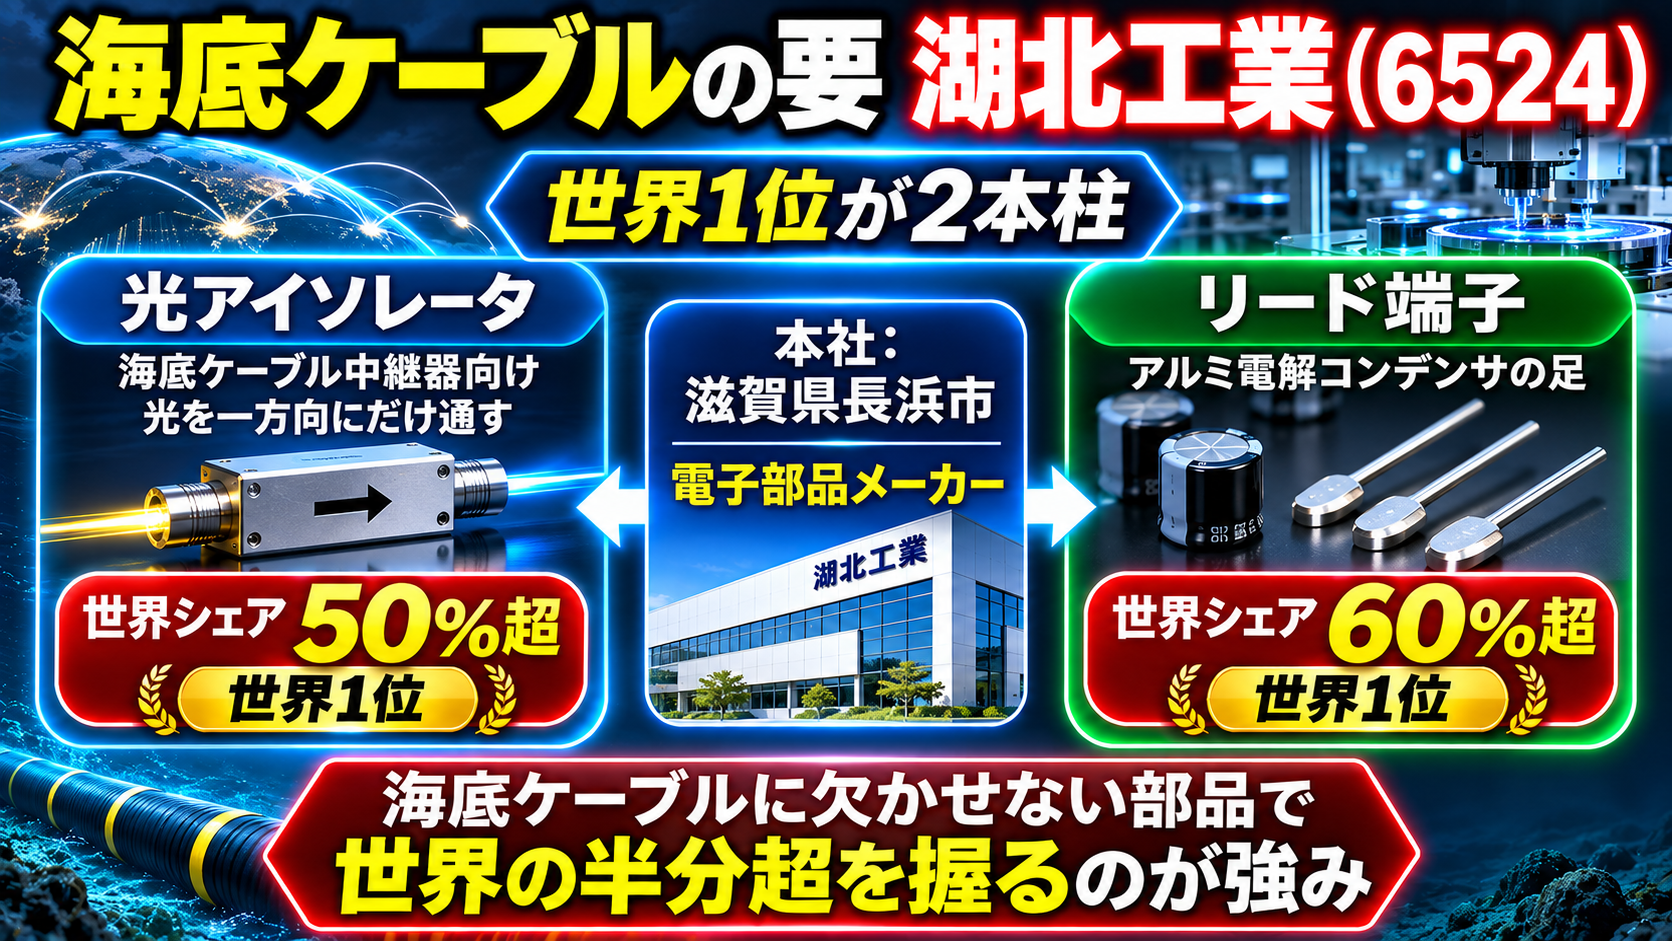 海底ケーブルの要 湖北工業(6524)
世界1位が2本柱
光アイソレータ
海底ケーブル中継器向け
光を一方向にだけ通す
世界シェア 50%超
世界1位
本社：
滋賀県長浜市
電子部品メーカー
湖北工業
リード端子
アルミ電解コンデンサの足
世界シェア 60%超
世界1位
海底ケーブルに欠かせない部品で
世界の半分超を握るのが強み